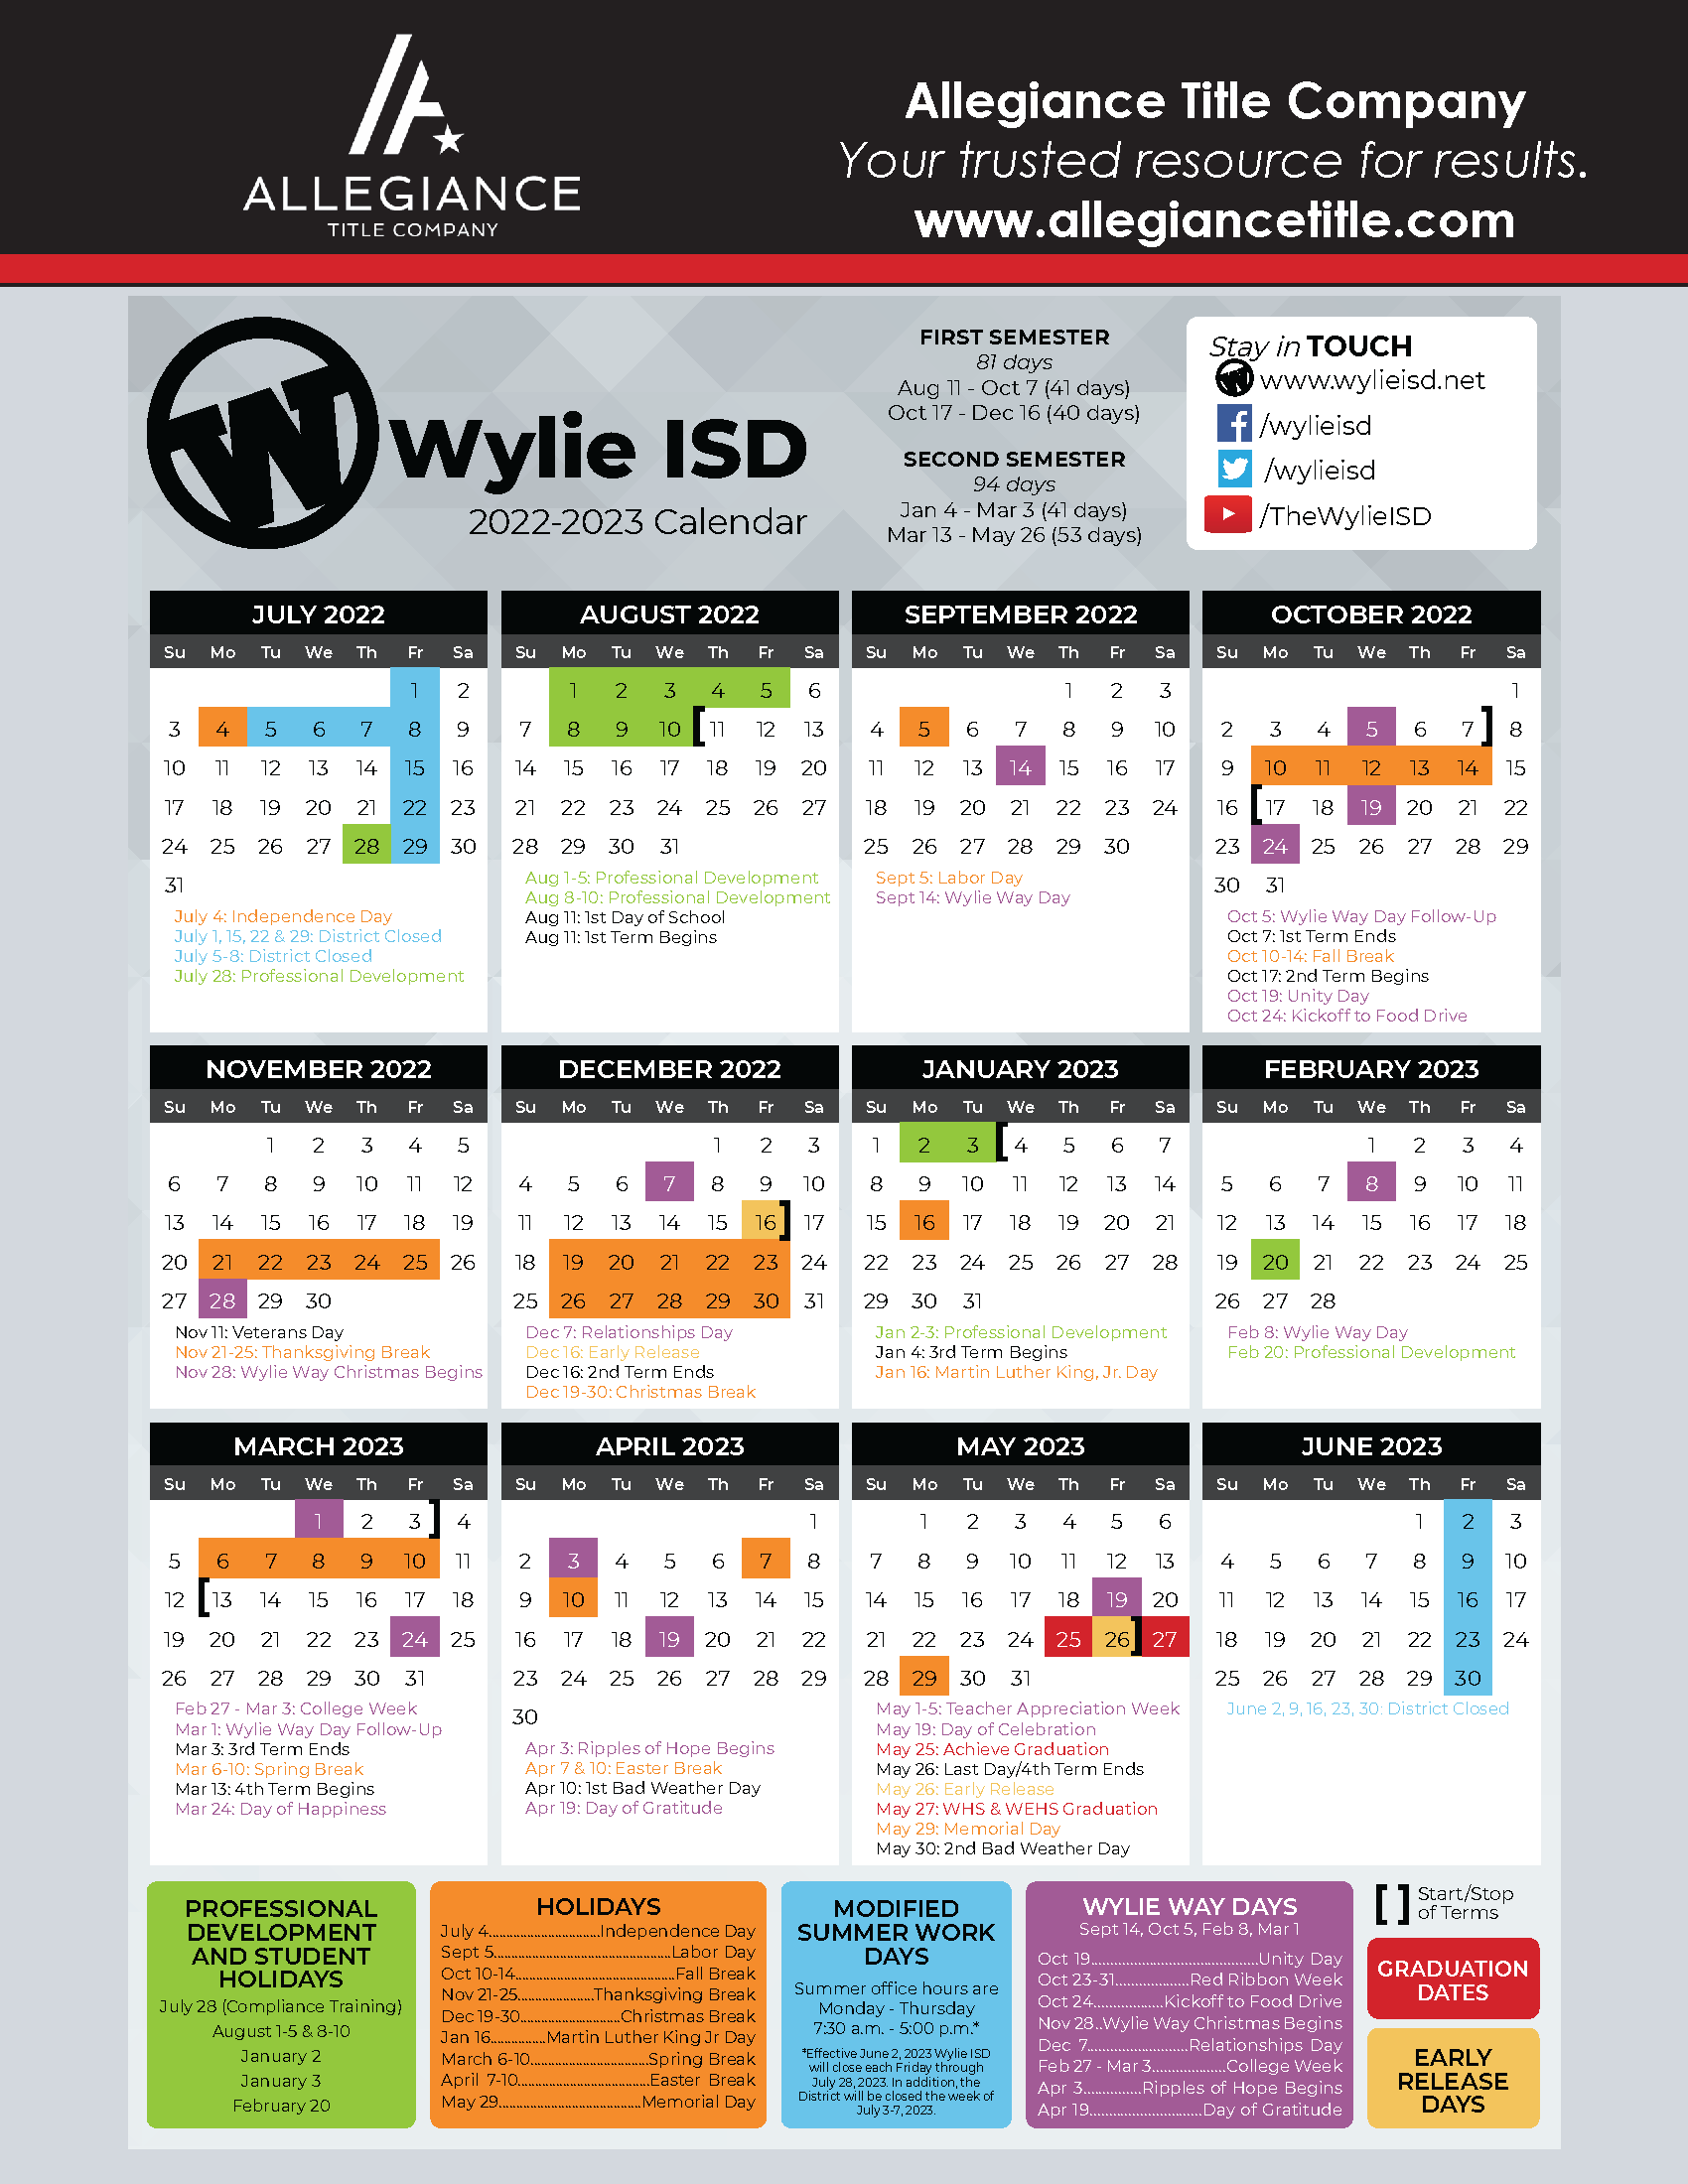 ALLEGIANCE
TITLE COMPANY
Allegiance Title Company
Your trusted resource for results.
www.allegiancetitle.com
W
Wylie ISD
2022-2023 Calendar
FIRST SEMESTER
81 days
Aug 11 - Oct 7 (41 days)
Oct 17 - Dec 16 (40 days)
SECOND SEMESTER
94 days
Jan 4 - Mar 3 (41 days)
Mar 13 - May 26 (53 days)
Stay in TOUCH
www.wylieisd.net
/wylieisd
/wylieisd
/TheWylieISD
JULY 2022
Su Mo Tu We Th Fr Sa
1 2
3 4 5 6 7 8 9
10 11 12 13 14 15 16
17 18 19 20 21 22 23
24 25 26 27 28 29 30
31
July 4: Independence Day
July 1, 15, 22 & 29: District Closed
July 5-8: District Closed
July 28: Professional Development
AUGUST 2022
Su Mo Tu We Th Fr Sa
1 2 3 4 5 6
7 8 9 10 [11 12 13
14 15 16 17 18 19 20
21 22 23 24 25 26 27
28 29 30 31
Aug 1-5: Professional Development
Aug 8-10: Professional Development
Aug 11: 1st Day of School
Aug 11: 1st Term Begins
SEPTEMBER 2022
Su Mo Tu We Th Fr Sa
1 2 3
4 5 6 7 8 9 10
11 12 13 14 15 16 17
18 19 20 21 22 23 24
25 26 27 28 29 30
Sept 5: Labor Day
Sept 14: Wylie Way Day
OCTOBER 2022
Su Mo Tu We Th Fr Sa
1
2 3 4 5 6 7] 8
9 10 11 12 13 14 15
16 [17 18 19 20 21 22
23 24 25 26 27 28 29
30 31
Oct 5: Wylie Way Day Follow-Up
Oct 7: 1st Term Ends
Oct 10-14: Fall Break
Oct 17: 2nd Term Begins
Oct 19: Unity Day
Oct 24: Kickoff to Food Drive
NOVEMBER 2022
Su Mo Tu We Th Fr Sa
1 2 3 4 5
6 7 8 9 10 11 12
13 14 15 16 17 18 19
20 21 22 23 24 25 26
27 28 29 30
Nov 11: Veterans Day
Nov 21-25: Thanksgiving Break
Nov 28: Wylie Way Christmas Begins
DECEMBER 2022
Su Mo Tu We Th Fr Sa
1 2 3
4 5 6 7 8 9 10
11 12 13 14 15 16] 17
18 19 20 21 22 23 24
25 26 27 28 29 30 31
Dec 7: Relationships Day
Dec 16: Early Release
Dec 16: 2nd Term Ends
Dec 19-30: Christmas Break
JANUARY 2023
Su Mo Tu We Th Fr Sa
1 2 3 [4 5 6 7
8 9 10 11 12 13 14
15 16 17 18 19 20 21
22 23 24 25 26 27 28
29 30 31
Jan 2-3: Professional Development
Jan 4: 3rd Term Begins
Jan 16: Martin Luther King, Jr. Day
FEBRUARY 2023
Su Mo Tu We Th Fr Sa
1 2 3 4
5 6 7 8 9 10 11
12 13 14 15 16 17 18
19 20 21 22 23 24 25
26 27 28
Feb 8: Wylie Way Day
Feb 20: Professional Development
MARCH 2023
Su Mo Tu We Th Fr Sa
1 2 3] 4
5 6 7 8 9 10 11
12 [13 14 15 16 17 18
19 20 21 22 23 24 25
26 27 28 29 30 31
Feb 27 - Mar 3: College Week
Mar 1: Wylie Way Day Follow-Up
Mar 3: 3rd Term Ends
Mar 6-10: Spring Break
Mar 13: 4th Term Begins
Mar 24: Day of Happiness
APRIL 2023
Su Mo Tu We Th Fr Sa
1
2 3 4 5 6 7 8
9 10 11 12 13 14 15
16 17 18 19 20 21 22
23 24 25 26 27 28 29
30
Apr 3: Ripples of Hope Begins
Apr 7 & 10: Easter Break
Apr 10: 1st Bad Weather Day
Apr 19: Day of Gratitude
MAY 2023
Su Mo Tu We Th Fr Sa
1 2 3 4 5 6
7 8 9 10 11 12 13
14 15 16 17 18 19 20
21 22 23 24 25 26] 27
28 29 30 31
May 1-5: Teacher Appreciation Week
May 19: Day of Celebration
May 25: Achieve Graduation
May 26: Last Day/4th Term Ends
May 26: Early Release
May 27: WHS & WEHS Graduation
May 29: Memorial Day
May 30: 2nd Bad Weather Day
JUNE 2023
Su Mo Tu We Th Fr Sa
1 2 3
4 5 6 7 8 9 10
11 12 13 14 15 16 17
18 19 20 21 22 23 24
25 26 27 28 29 30
June 2, 9, 16, 23, 30: District Closed
PROFESSIONAL
DEVELOPMENT
AND STUDENT
HOLIDAYS
July 28 (Compliance Training)
August 1-5 & 8-10
January 2
January 3
February 20
HOLIDAYS
July 4......Independence Day
Sept 5......Labor Day
Oct 10-14......Fall Break
Nov 21-25......Thanksgiving Break
Dec 19-30......Christmas Break
Jan 16......Martin Luther King Jr Day
March 6-10......Spring Break
April 7-10......Easter Break
May 29......Memorial Day
MODIFIED
SUMMER WORK
DAYS
Summer office hours are
Monday - Thursday
7:30 a.m. - 5:00 p.m.*
*Effective June 2, 2023 Wylie ISD
will close each Friday through
July 28, 2023. In addition, the
District will be closed the week of
July 3-7, 2023.
WYLIE WAY DAYS
Sept 14, Oct 5, Feb 8, Mar 1
Oct 19......Unity Day
Oct 23-31......Red Ribbon Week
Oct 24......Kickoff to Food Drive
Nov 28..Wylie Way Christmas Begins
Dec 7......Relationships Day
Feb 27 - Mar 3......College Week
Apr 3......Ripples of Hope Begins
Apr 19......Day of Gratitude
[ ] Start/Stop
of Terms
GRADUATION
DATES
EARLY
RELEASE
DAYS